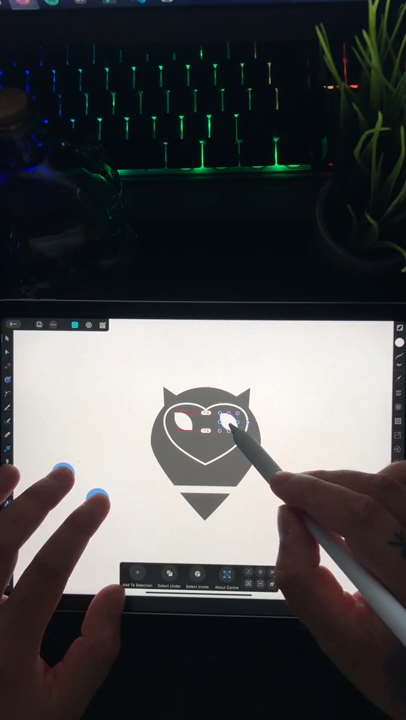 Add To Selection
Select Under
Select Inside
About Centre